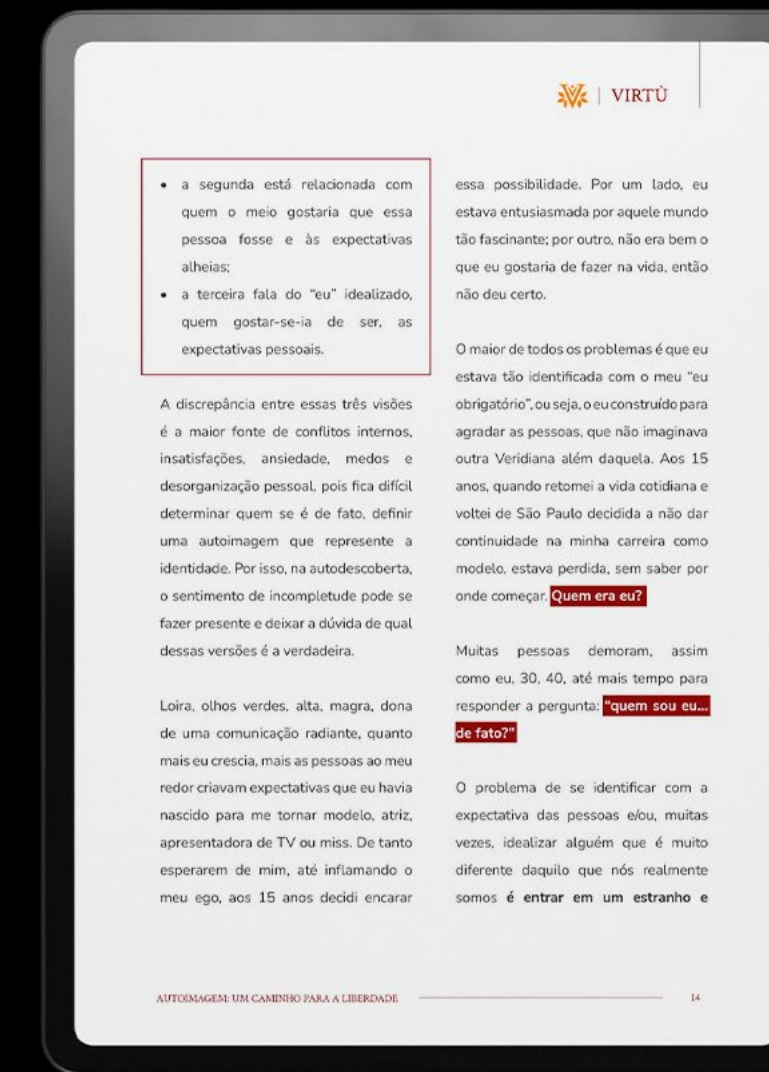 VIRTÙ
• a segunda está relacionada com
quem o meio gostaria que essa
pessoa fosse e às expectativas
alheias;
• a terceira fala do “eu” idealizado,
quem gostar-se-ia de ser, as
expectativas pessoais.
A discrepância entre essas três visões
é a maior fonte de conflitos internos,
insatisfações, ansiedade, medos e
desorganização pessoal, pois fica difícil
determinar quem se é de fato, definir
uma autoimagem que represente a
identidade. Por isso, na autodescoberta,
o sentimento de incompletude pode se
fazer presente e deixar a dúvida de qual
dessas versões é a verdadeira.
Loira, olhos verdes, alta, magra, dona
de uma comunicação radiante, quanto
mais eu crescia, mais as pessoas ao meu
redor criavam expectativas que eu havia
nascido para me tornar modelo, atriz,
apresentadora de TV ou miss. De tanto
esperarem de mim, até inflamando o
meu ego, aos 15 anos decidi encarar
essa possibilidade. Por um lado, eu
estava entusiasmada por aquele mundo
tão fascinante; por outro, não era bem o
que eu gostaria de fazer na vida, então
não deu certo.
O maior de todos os problemas é que eu
estava tão identificada com o meu “eu
obrigatório”, ou seja, o eu construído para
agradar as pessoas, que não imaginava
outra Veridiana além daquela. Aos 15
anos, quando retomei a vida cotidiana e
voltei de São Paulo decidida a não dar
continuidade na minha carreira como
modelo, estava perdida, sem saber por
onde começar. Quem era eu?
Muitas pessoas demoram, assim
como eu, 30, 40, até mais tempo para
responder a pergunta: “quem sou eu...
de fato?”
O problema de se identificar com a
expectativa das pessoas e/ou, muitas
vezes, idealizar alguém que é muito
diferente daquilo que nós realmente
somos é entrar em um estranho e
AUTOIMAGEM: UM CAMINHO PARA A LIBERDADE 14